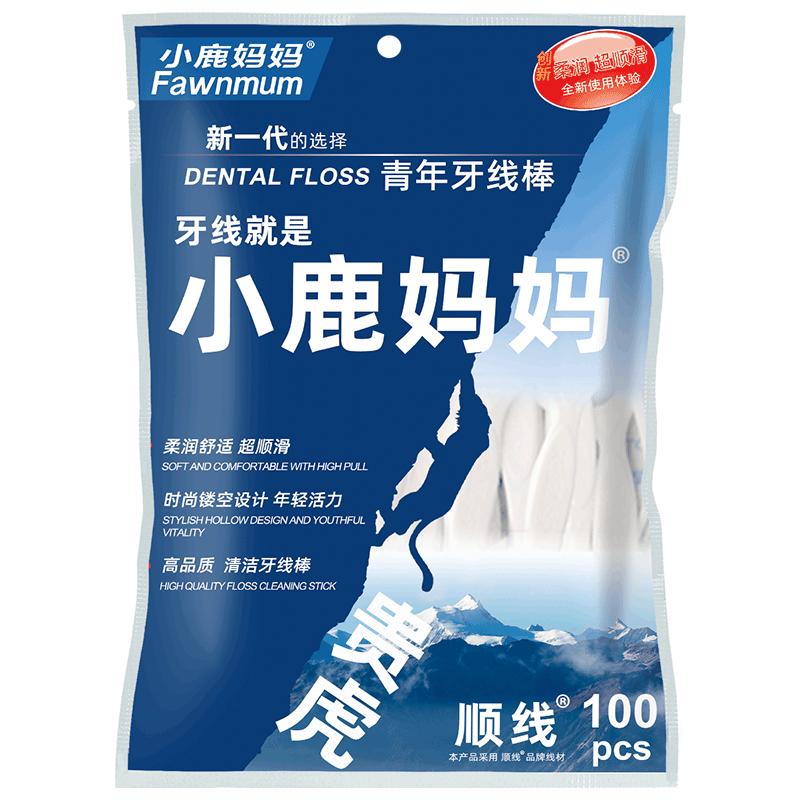 小鹿妈妈®
Fawnmum
创新
柔润 超顺滑
全新使用体验
新一代的选择
DENTAL FLOSS 青年牙线棒
牙线就是
小鹿妈妈®
柔润舒适 超顺滑
SOFT AND COMFORTABLE WITH HIGH PULL
时尚镂空设计 年轻活力
STYLISH HOLLOW DESIGN AND YOUTHFUL
VITALITY
高品质 清洁牙线棒
HIGH QUALITY FLOSS CLEANING STICK
贵虎
顺线®
本产品采用 顺线®品牌线材
100
pcs